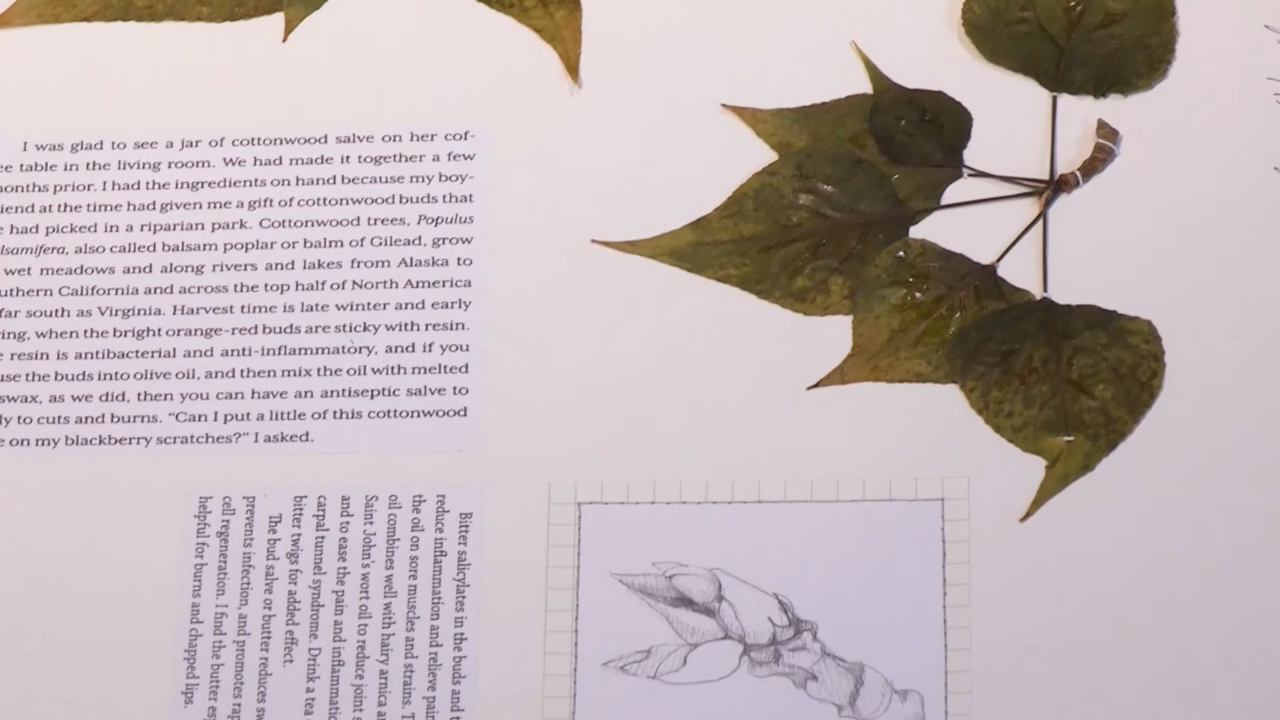 I was glad to see a jar of cottonwood salve on her cof-
ee table in the living room. We had made it together a few
onths prior. I had the ingredients on hand because my boy-
iend at the time had given me a gift of cottonwood buds that
e had picked in a riparian park. Cottonwood trees, Populus
lsamifera, also called balsam poplar or balm of Gilead, grow
wet meadows and along rivers and lakes from Alaska to
uthern California and across the top half of North America
far south as Virginia. Harvest time is late winter and early
ing, when the bright orange-red buds are sticky with resin.
e resin is antibacterial and anti-inflammatory, and if you
use the buds into olive oil, and then mix the oil with melted
swax, as we did, then you can have an antiseptic salve to
ly to cuts and burns. “Can I put a little of this cottonwood
e on my blackberry scratches?” I asked.
Bitter salicylates in the buds and t
reduce inflammation and relieve pain
the oil on sore muscles and strains. T
oil combines well with hairy arnica a
Saint John's wort oil to reduce joint s
and to ease the pain and inflammatio
carpal tunnel syndrome. Drink a tea
bitter twigs for added effect.
The bud salve or butter reduces sw
prevents infection, and promotes rap
cell regeneration. I find the butter esp
helpful for burns and chapped lips.